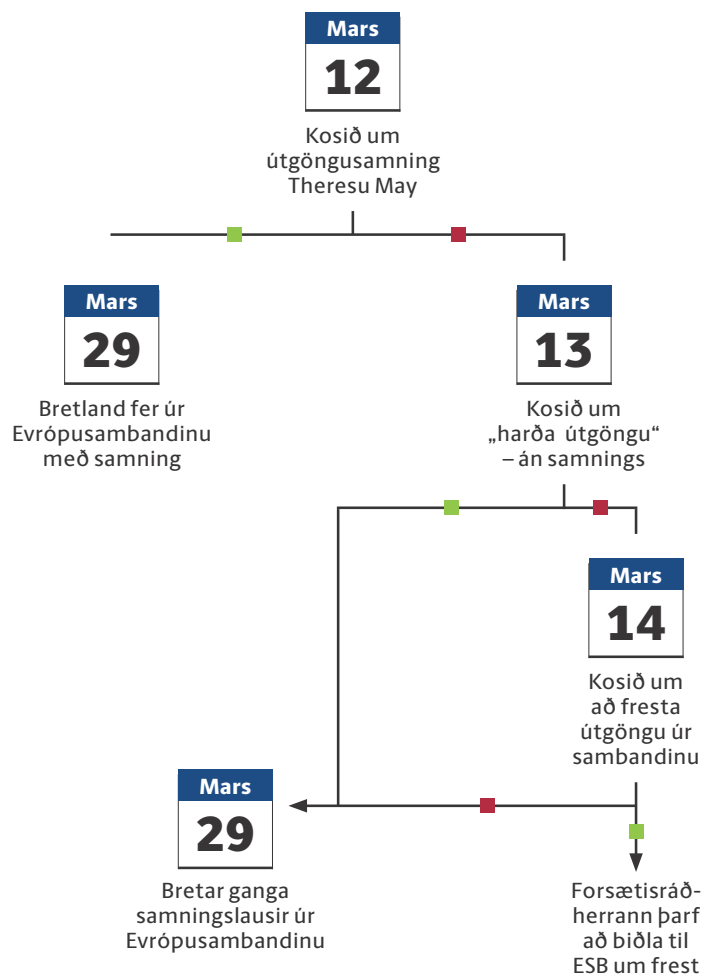 Mars
12
Kosið um
útgöngusamning
Theresu May
Mars
29
Bretland fer úr
Evrópusambandinu
með samning
Mars
13
Kosið um
„harða útgöngu“
– án samnings
Mars
14
Kosið um
að fresta
útgöngu úr
sambandinu
Mars
29
Bretar ganga
samningslausir úr
Evrópusambandinu
Forsætisráð-
herrann þarf
að biðla til
ESB um frest